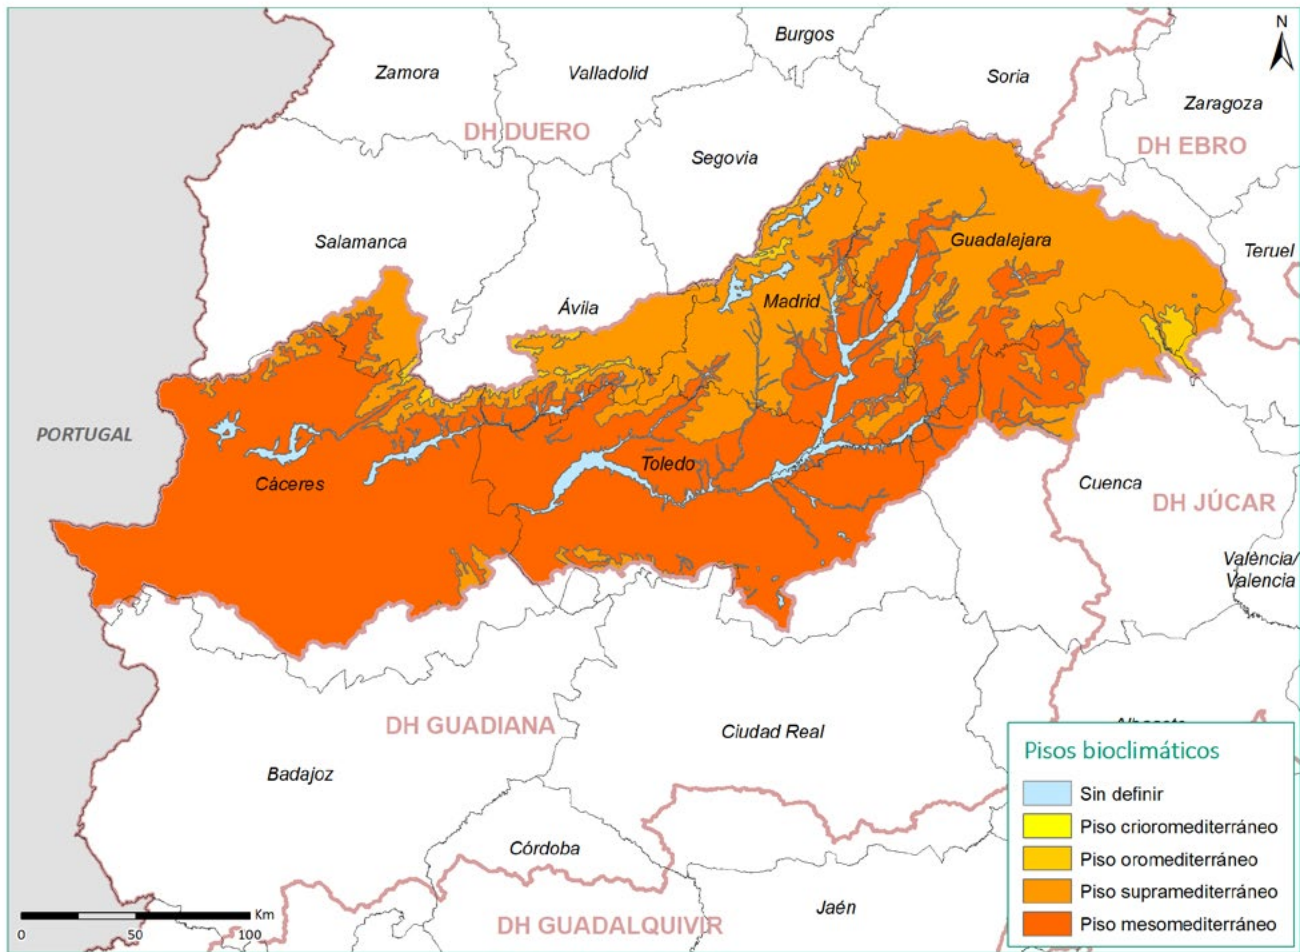 Burgos
N
Zamora
Valladolid
Soria
Zaragoza
DH DUERO
DH EBRO
Segovia
Salamanca
Guadalajara
Teruel
Ávila
Madrid
PORTUGAL
Cáceres
Toledo
Cuenca
DH JÚCAR
València/
Valencia
DH GUADIANA
Ciudad Real
Albacete
Badajoz
Córdoba
Jaén
DH GUADALQUIVIR
Pisos bioclimáticos
Sin definir
Piso crioromediterráneo
Piso oromediterráneo
Piso supramediterráneo
Piso mesomediterráneo
Km
0 50 100